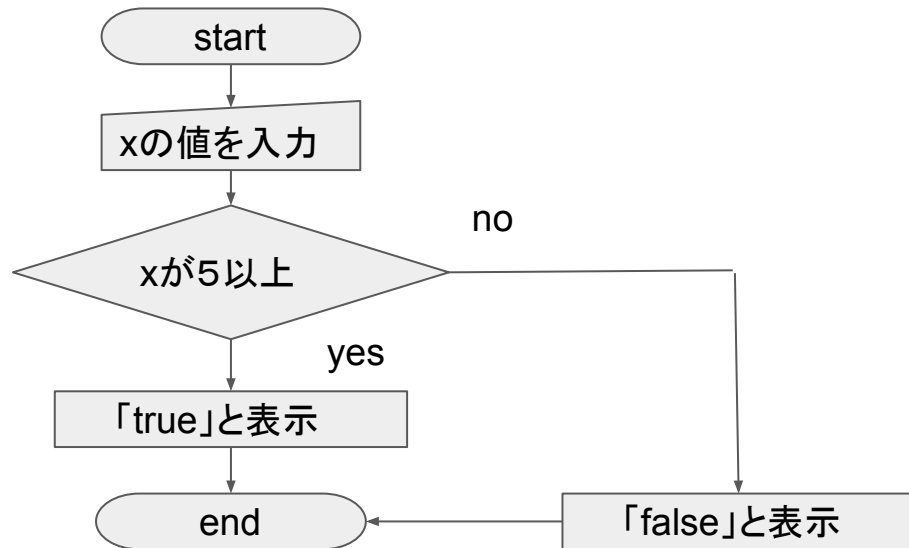 start
xの値を入力
no
xが５以上
yes
「true」と表示
end
「false」と表示